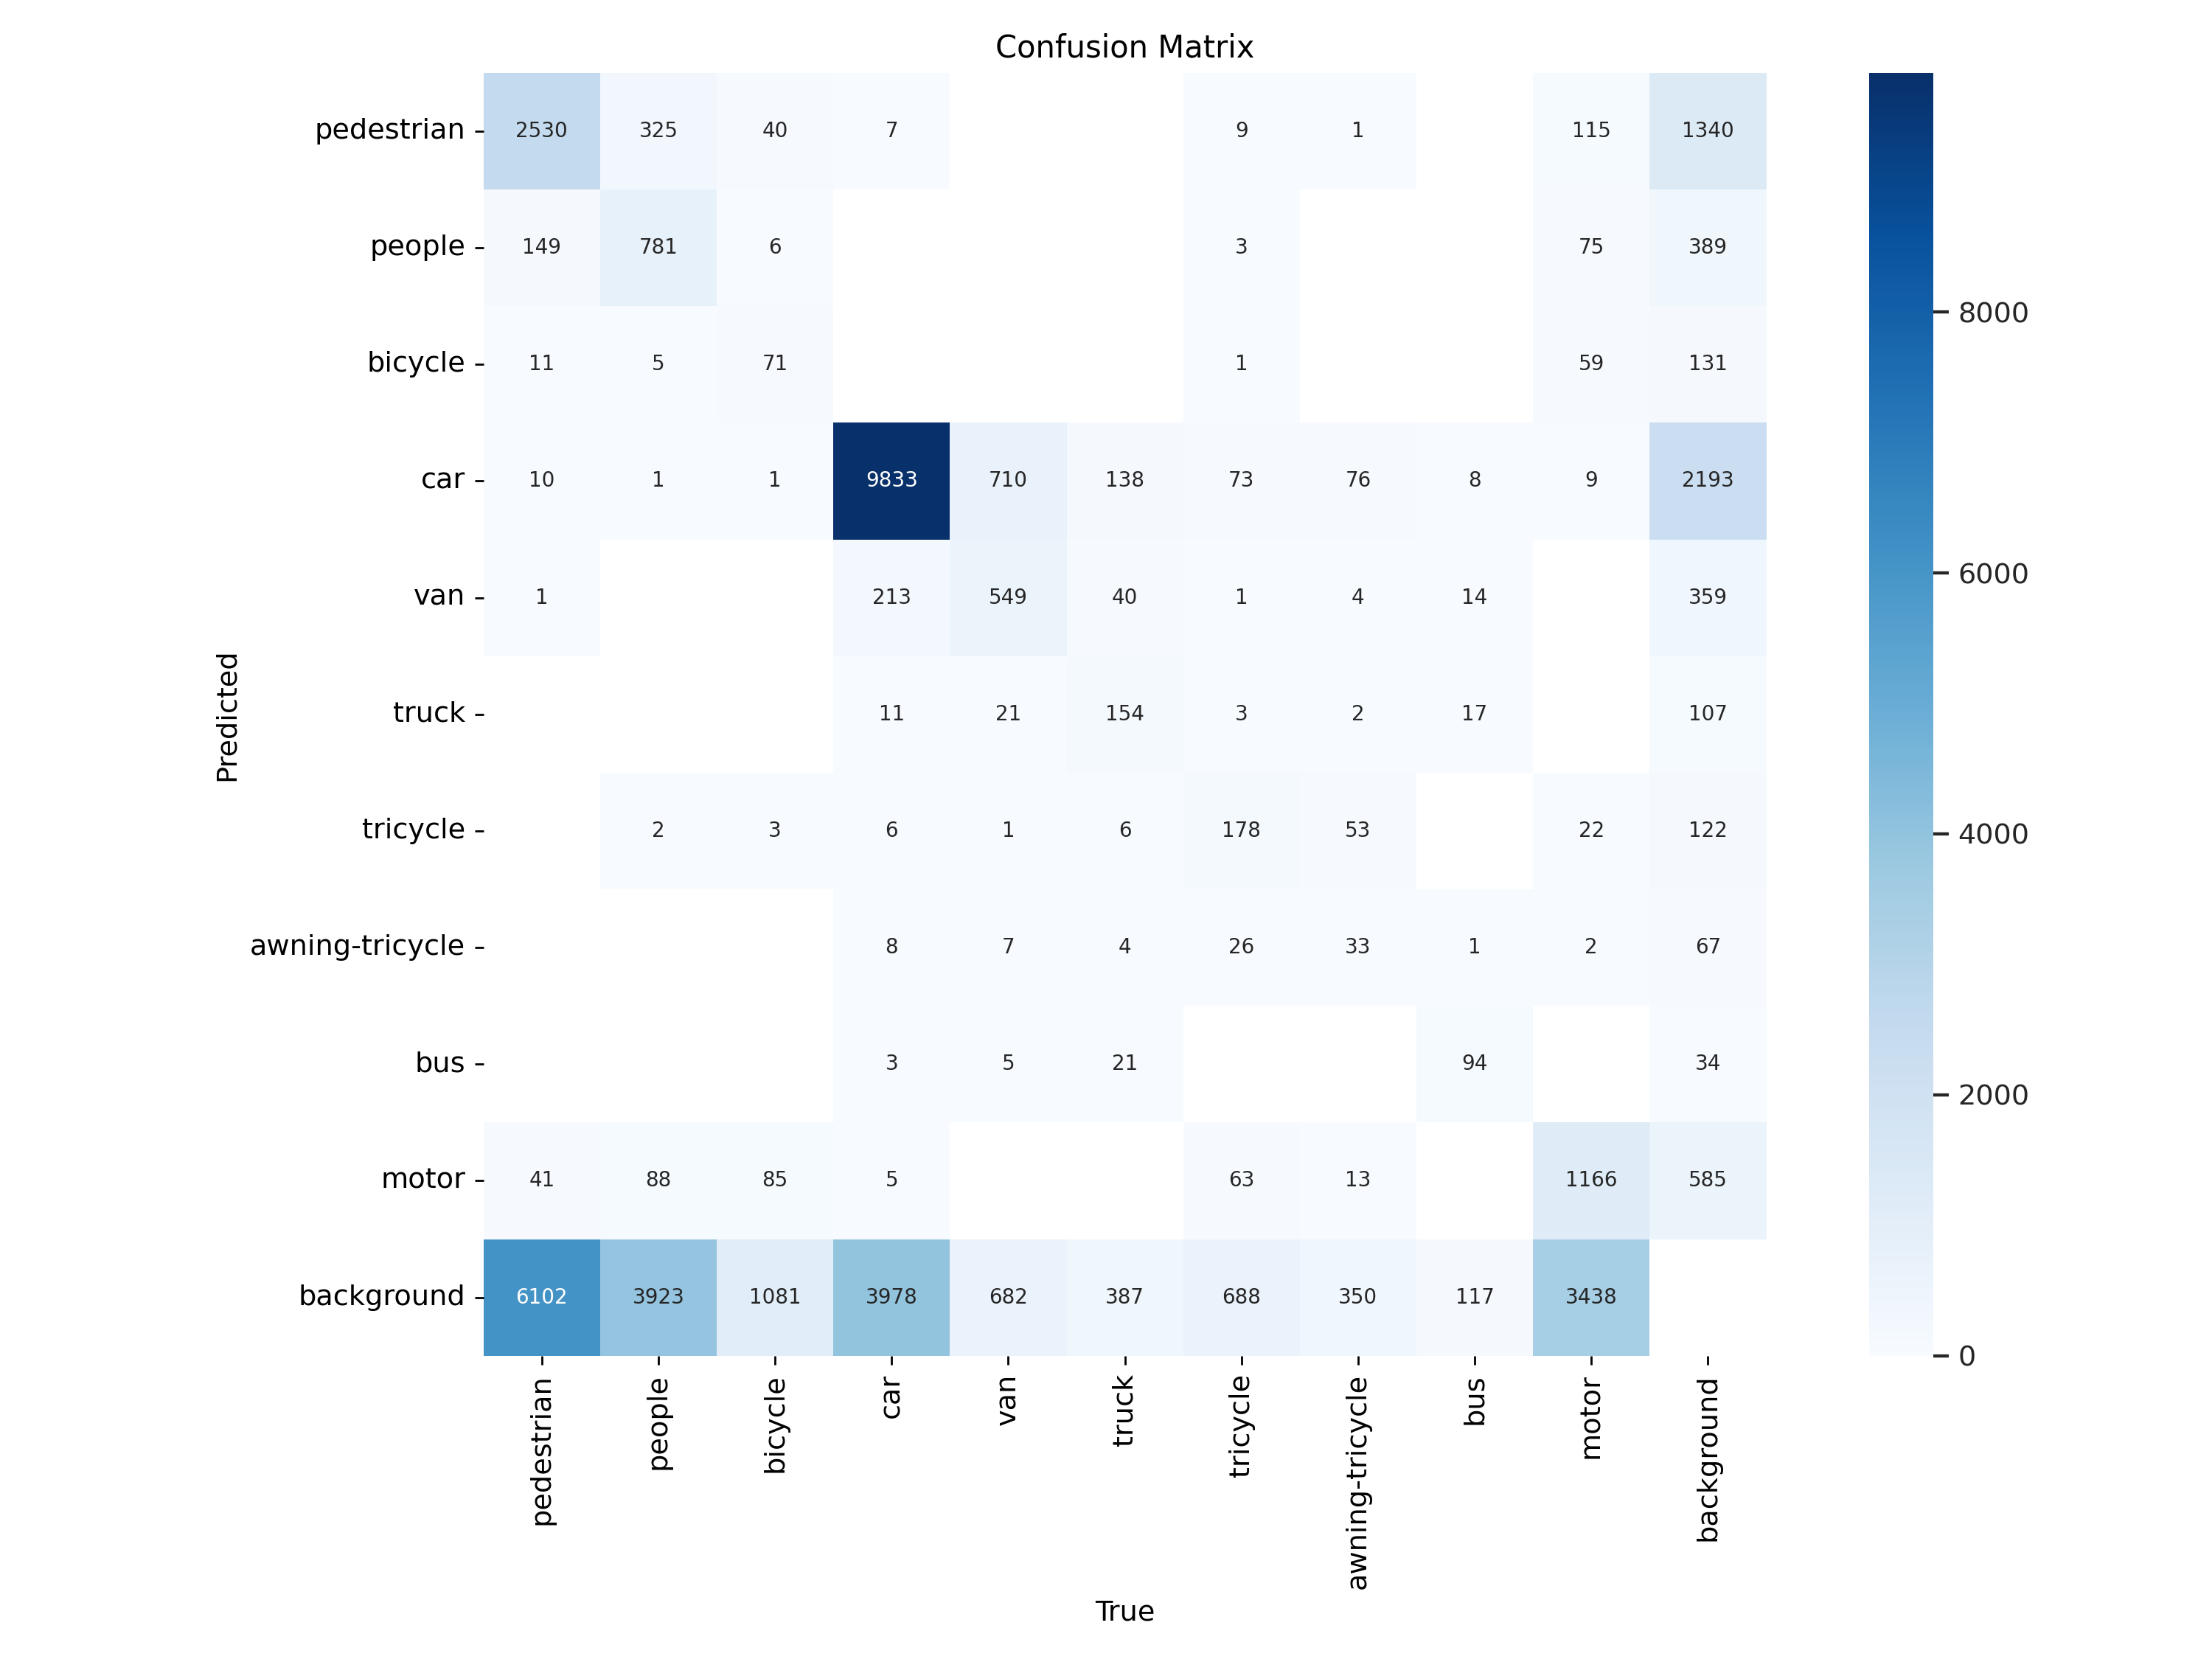 Confusion Matrix
pedestrian 2530 325 40 7 9 1 115 1340
people 149 781 6 3 75 389
bicycle 11 5 71 1 59 131
car 10 1 1 9833 710 138 73 76 8 9 2193
van 1 213 549 40 1 4 14 359
truck 11 21 154 3 2 17 107
tricycle 2 3 6 1 6 178 53 22 122
awning-tricycle 8 7 4 26 33 1 2 67
bus 3 5 21 94 34
motor 41 88 85 5 63 13 1166 585
background 6102 3923 1081 3978 682 387 688 350 117 3438
pedestrian people bicycle car van truck tricycle awning-tricycle bus motor background
True
Predicted
8000
6000
4000
2000
0